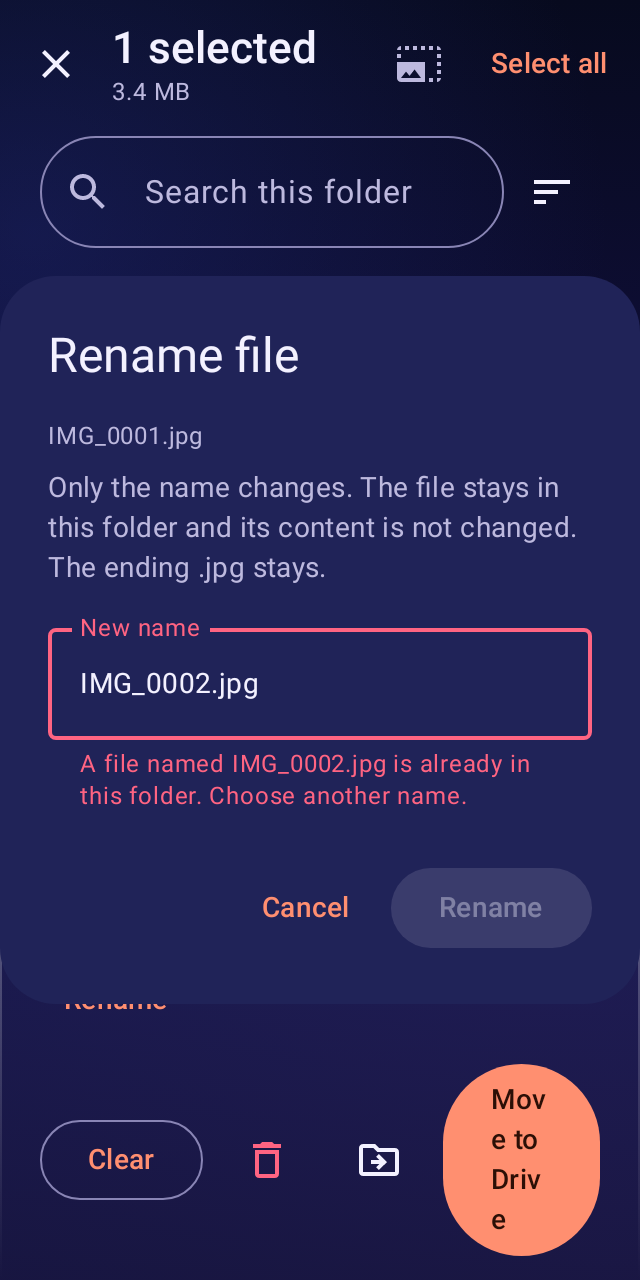 1 selected
3.4 MB
Select all
Search this folder
Rename file
IMG_0001.jpg
Only the name changes. The file stays in
this folder and its content is not changed.
The ending .jpg stays.
New name
IMG_0002.jpg
A file named IMG_0002.jpg is already in
this folder. Choose another name.
Cancel
Rename
Rename
Clear
Mov
e to
Driv
e